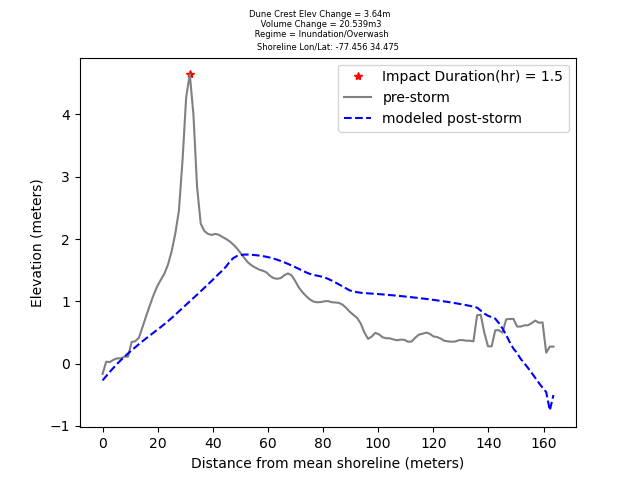 Dune Crest Elev Change = 3.64m
Volume Change = 20.539m3
Regime = Inundation/Overwash
Shoreline Lon/Lat: -77.456 34.475
Impact Duration(hr) = 1.5
pre-storm
modeled post-storm
Elevation (meters)
4
3
2
1
0
−1
0 20 40 60 80 100 120 140 160
Distance from mean shoreline (meters)